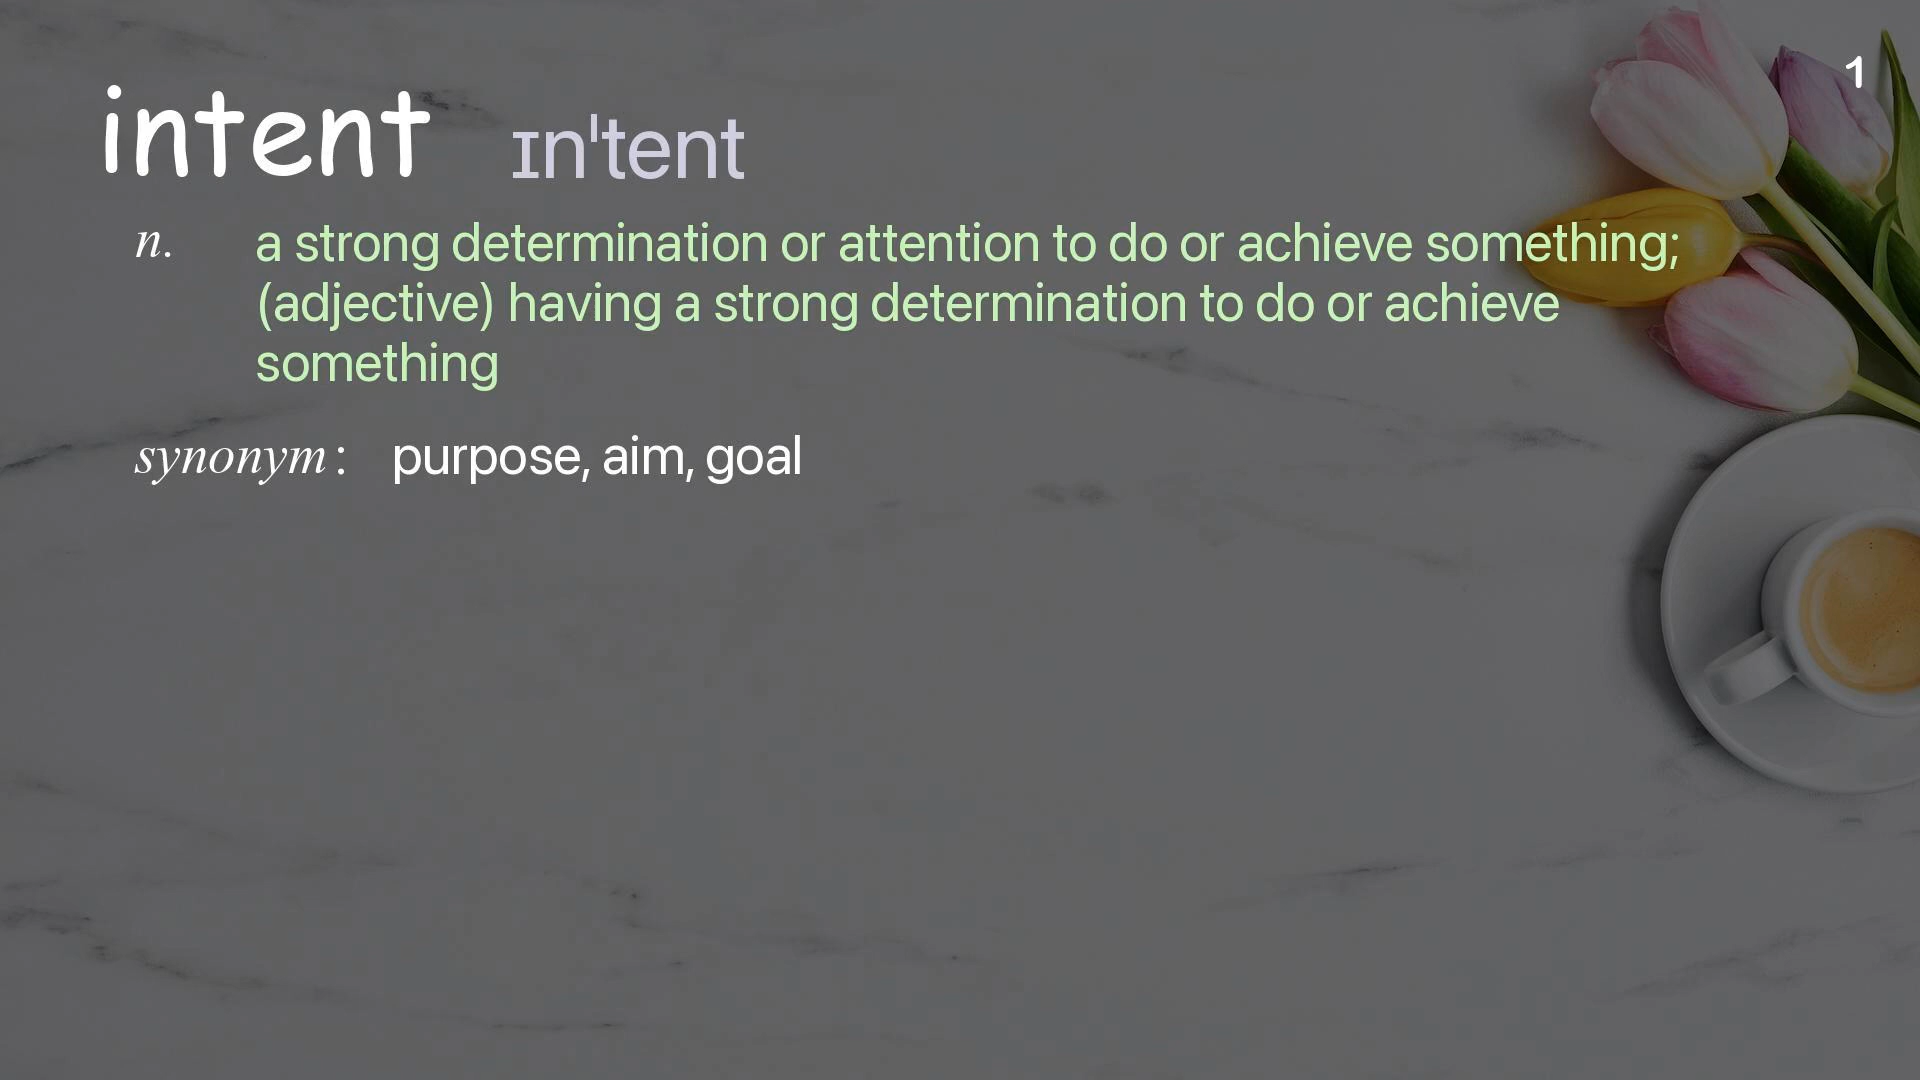 1
intent ɪnˈtent
n. a strong determination or attention to do or achieve something;
(adjective) having a strong determination to do or achieve
something
synonym: purpose, aim, goal